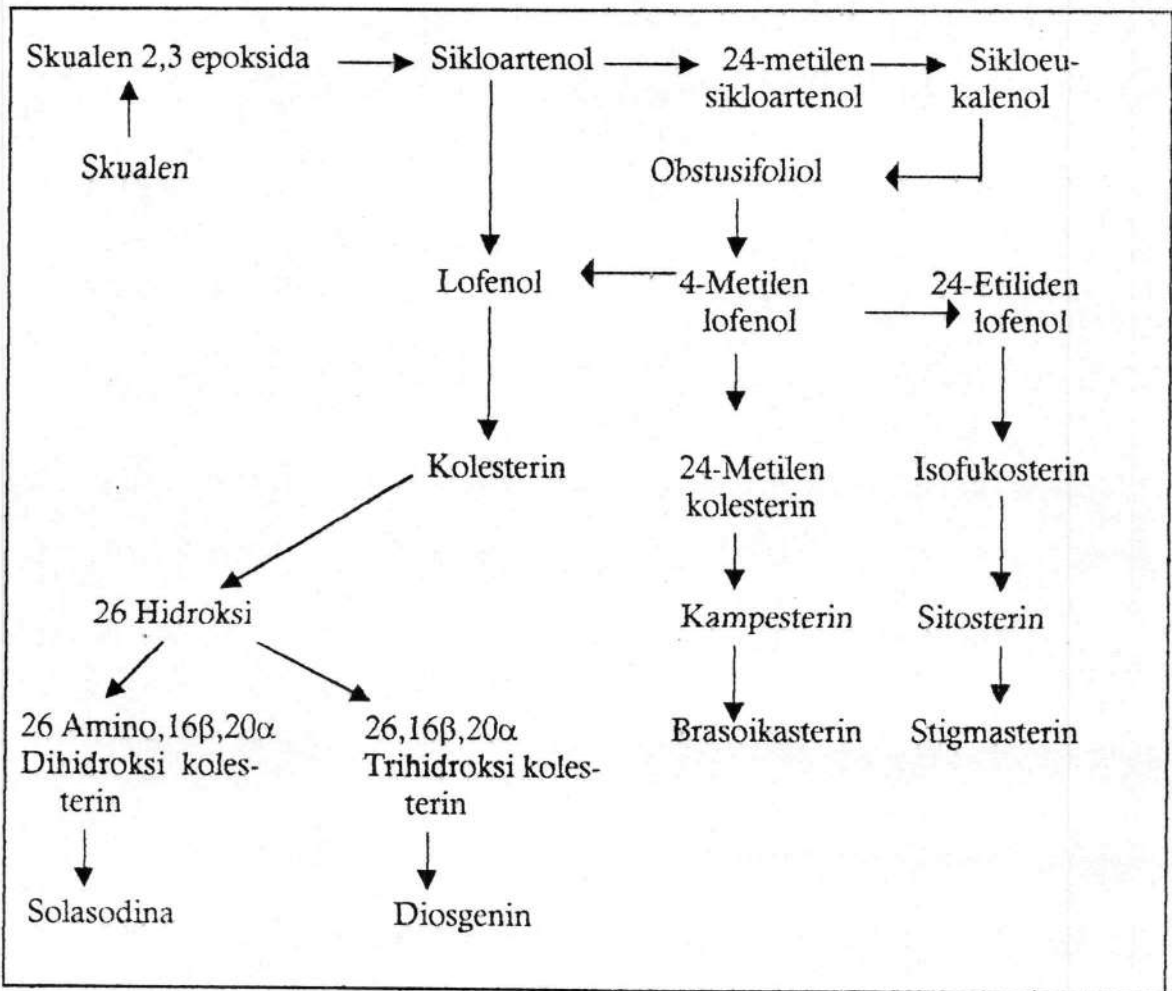 Skualen 2,3 epoksida
Sikloartenol
24-metilen
sikloartenol
Sikloeu-
kalenol
Skualen
Obstusifoliol
Lofenol
4-Metilen
lofenol
24-Etiliden
lofenol
Kolesterin
24-Metilen
kolesterin
Isofukosterin
26 Hidroksi
Kampesterin
Sitosterin
26 Amino,16β,20α
Dihidroksi koles-
terin
26,16β,20α
Trihidroksi koles-
terin
Brasoikasterin
Stigmasterin
Solasodina
Diosgenin